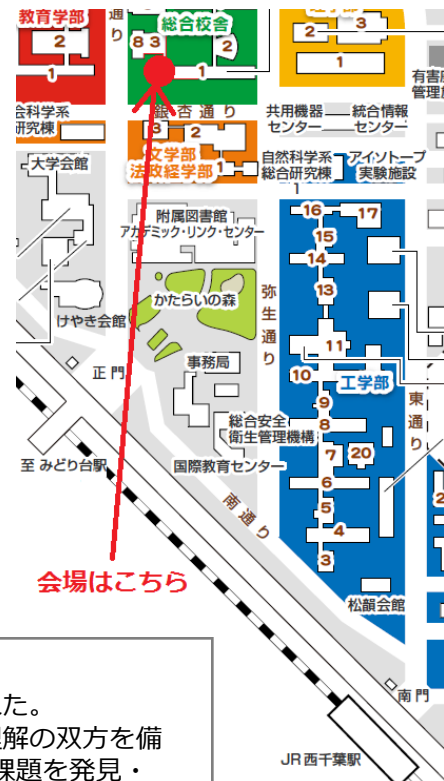 教育学部
通り
総合校舎
2
8 3
2
1
1
2
3
1
有害廃
管理施
銀杏通り
共用機器
センター
統合情報
センター
会科学系
研究棟
3
2
1
文学部
法政経学部
自然科学系
総合研究棟
1
アイソトープ
実験施設
大学会館
附属図書館
アカデミック・リンク・センター
16
17
15
14
13
弥生通り
かたらいの森
けやき会館
11
正門
事務局
10
工学部
東通り
9
総合安全
衛生管理機構
8
7
20
至 みどり台駅
国際教育センター
6
2
南通り
5
4
3
会場はこちら
松韻会館
た。
理解の双方を備
課題を発見・
南門
JR西千葉駅